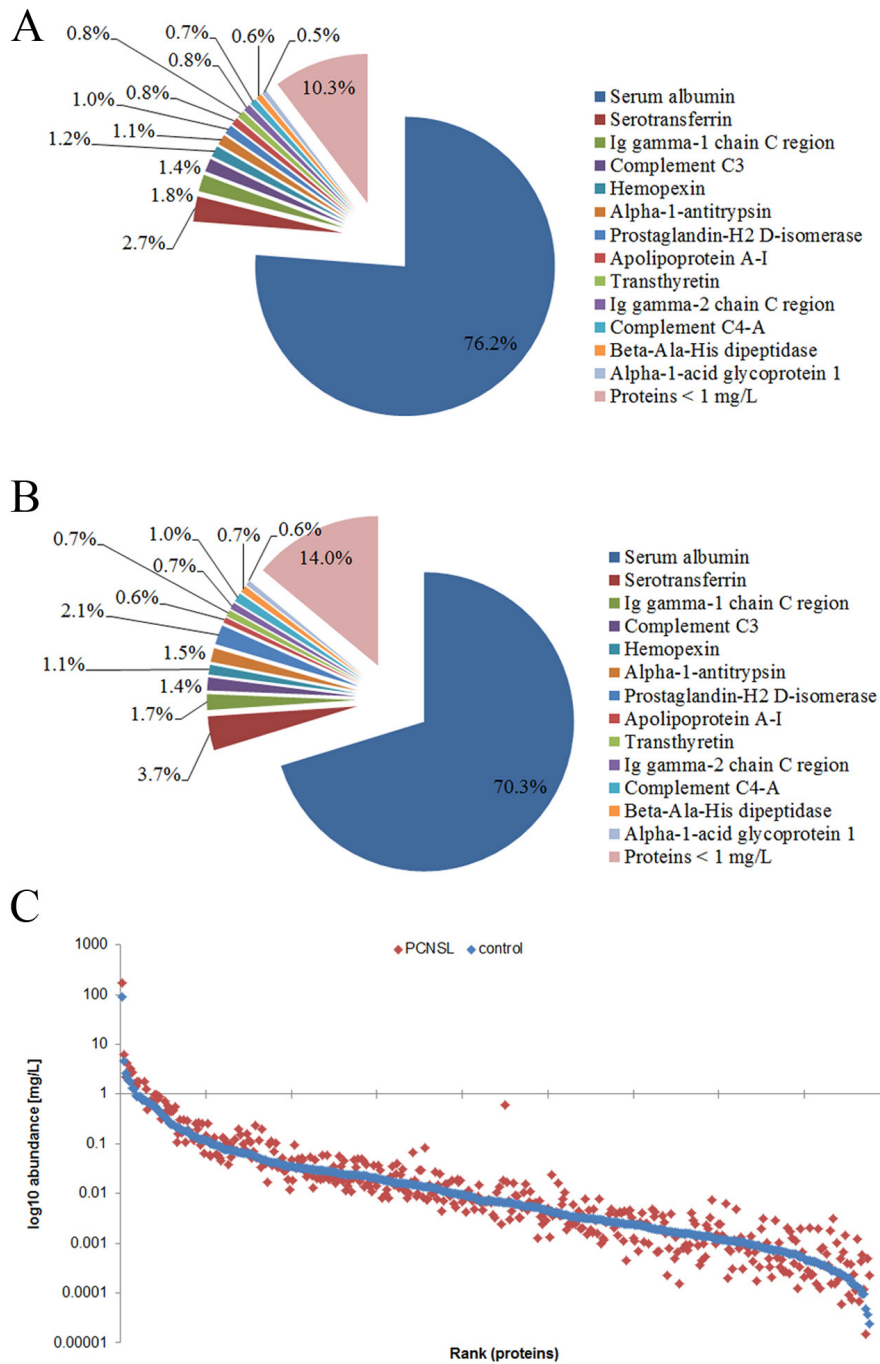 A
0.8%
0.7%
0.6%
0.5%
0.8%
1.0%
0.8%
1.2%
1.1%
1.4%
1.8%
2.7%
10.3%
76.2%
Serum albumin
Serotransferrin
Ig gamma-1 chain C region
Complement C3
Hemopexin
Alpha-1-antitrypsin
Prostaglandin-H2 D-isomerase
Apolipoprotein A-I
Transthyretin
Ig gamma-2 chain C region
Complement C4-A
Beta-Ala-His dipeptidase
Alpha-1-acid glycoprotein 1
Proteins < 1 mg/L
B
0.7%
1.0%
0.7%
0.6%
0.7%
0.6%
2.1%
1.5%
1.1%
1.4%
1.7%
3.7%
14.0%
70.3%
Serum albumin
Serotransferrin
Ig gamma-1 chain C region
Complement C3
Hemopexin
Alpha-1-antitrypsin
Prostaglandin-H2 D-isomerase
Apolipoprotein A-I
Transthyretin
Ig gamma-2 chain C region
Complement C4-A
Beta-Ala-His dipeptidase
Alpha-1-acid glycoprotein 1
Proteins < 1 mg/L
C
PCNSL control
1000
100
10
1
0.1
0.01
0.001
0.0001
0.00001
log10 abundance [mg/L]
Rank (proteins)